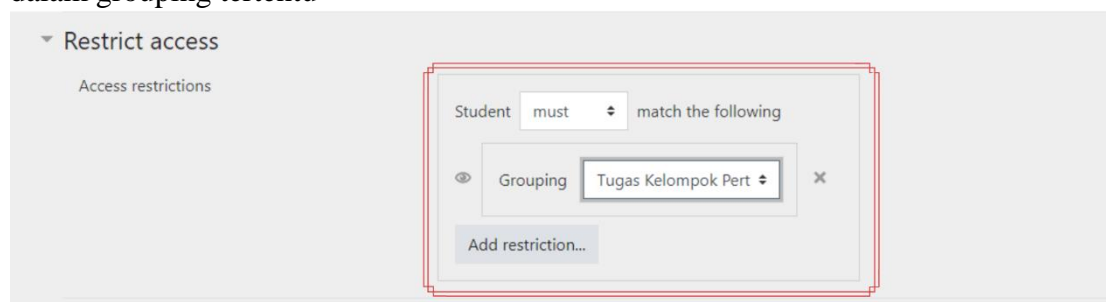 dalam grouping tertentu
Restrict access
Access restrictions
Student must match the following
Grouping Tugas Kelompok Pert
Add restriction...